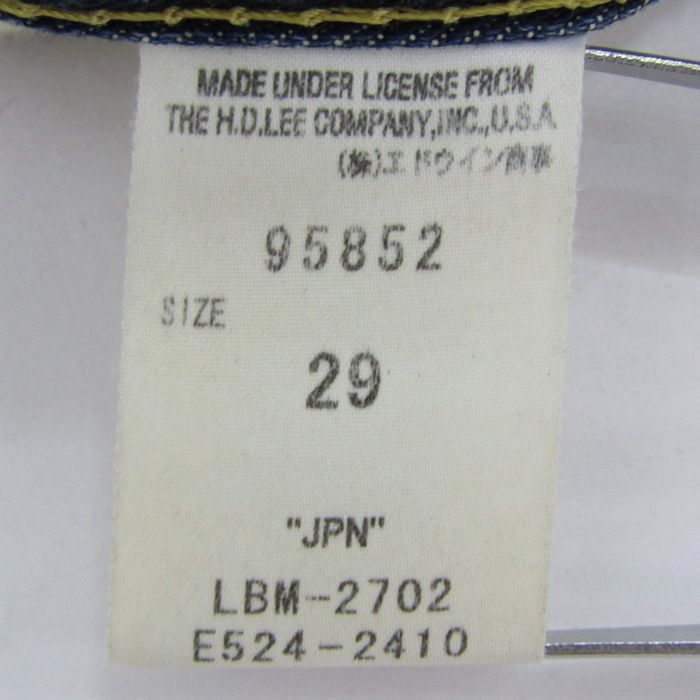 MADE UNDER LICENSE FROM
THE H.D.LEE COMPANY,INC.,U.S.A
(株)エドウイン商事
95852
SIZE
29
"JPN"
LBM-2702
E524-2410